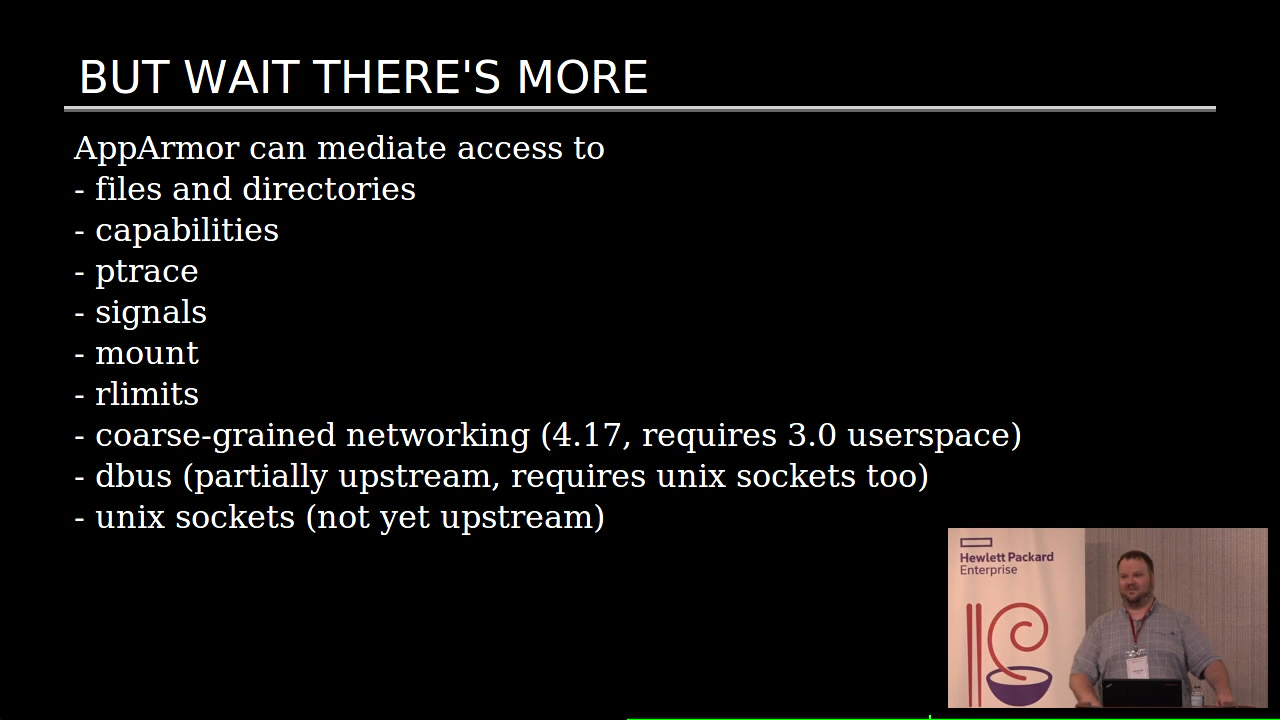 BUT WAIT THERE'S MORE
AppArmor can mediate access to
- files and directories
- capabilities
- ptrace
- signals
- mount
- rlimits
- coarse-grained networking (4.17, requires 3.0 userspace)
- dbus (partially upstream, requires unix sockets too)
- unix sockets (not yet upstream)
Hewlett Packard
Enterprise